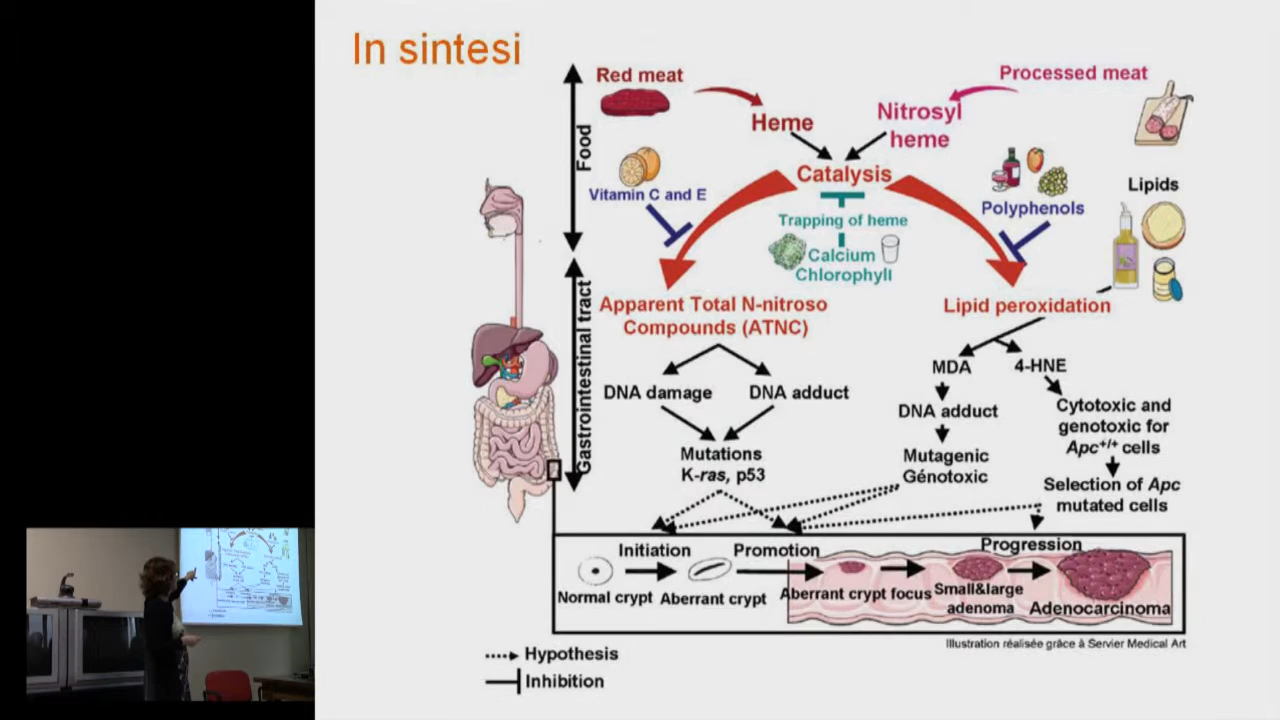 In sintesi
Red meat
Processed meat
Heme
Nitrosyl
heme
Food
Catalysis
Vitamin C and E
Polyphenols
Lipids
Trapping of heme
Calcium
Chlorophyll
Gastrointestinal tract
Apparent Total N-nitroso
Compounds (ATNC)
Lipid peroxidation
MDA
4-HNE
DNA damage
DNA adduct
DNA adduct
Cytotoxic and
genotoxic for
Apc+/+ cells
Mutations
K-ras, p53
Mutagenic
Génotoxic
Selection of Apc
mutated cells
Initiation
Promotion
Progression
Normal crypt
Aberrant crypt
Aberrant crypt focus
Small&large
adenoma
Adenocarcinoma
Illustration réalisée grâce à Servier Medical Art
Hypothesis
Inhibition